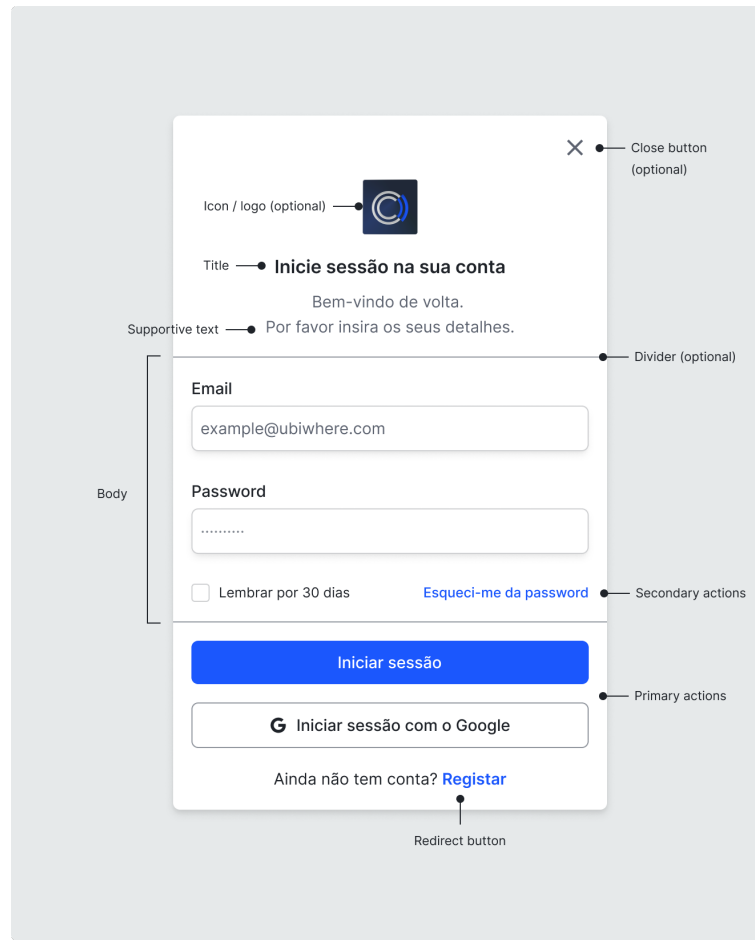 Close button
(optional)
Icon / logo (optional)
Title
Inicie sessão na sua conta
Bem-vindo de volta.
Supportive text
Por favor insira os seus detalhes.
Divider (optional)
Email
example@ubiwhere.com
Body
Password
··········
Lembrar por 30 dias
Esqueci-me da password
Secondary actions
Iniciar sessão
Primary actions
G Iniciar sessão com o Google
Ainda não tem conta? Registar
Redirect button